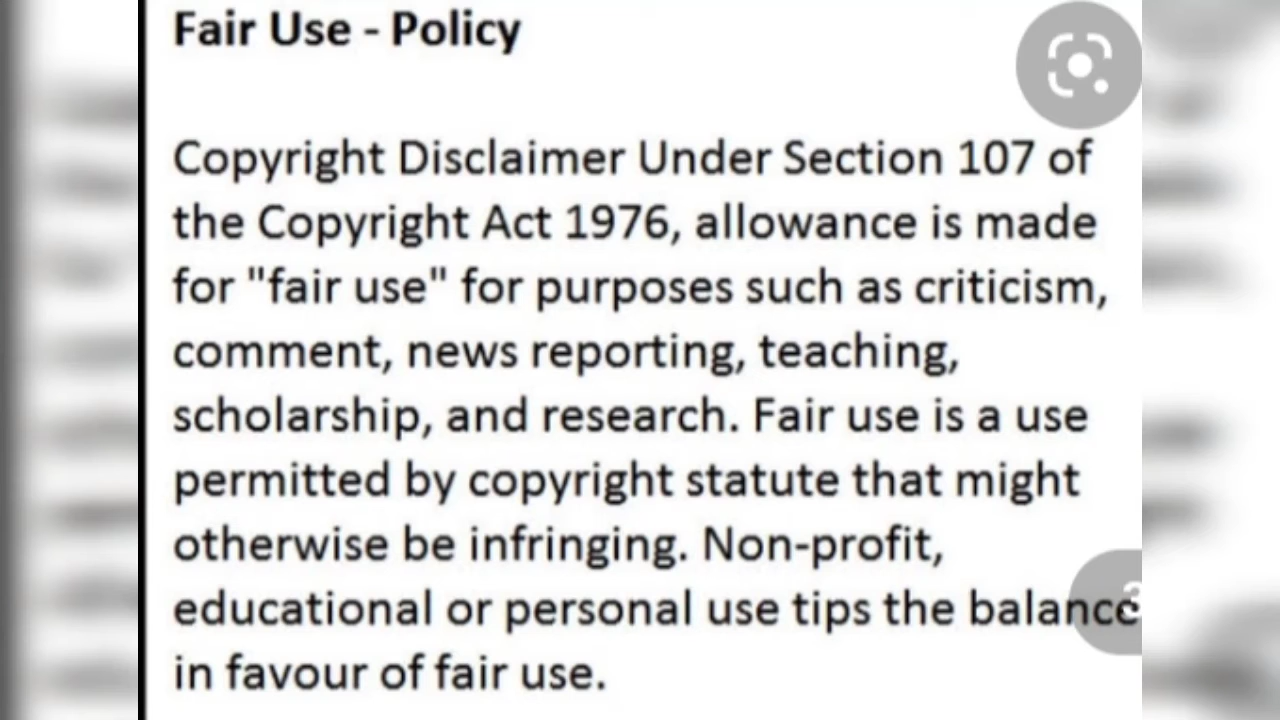 Fair Use - Policy
Copyright Disclaimer Under Section 107 of
the Copyright Act 1976, allowance is made
for "fair use" for purposes such as criticism,
comment, news reporting, teaching,
scholarship, and research. Fair use is a use
permitted by copyright statute that might
otherwise be infringing. Non-profit,
educational or personal use tips the balance
in favour of fair use.